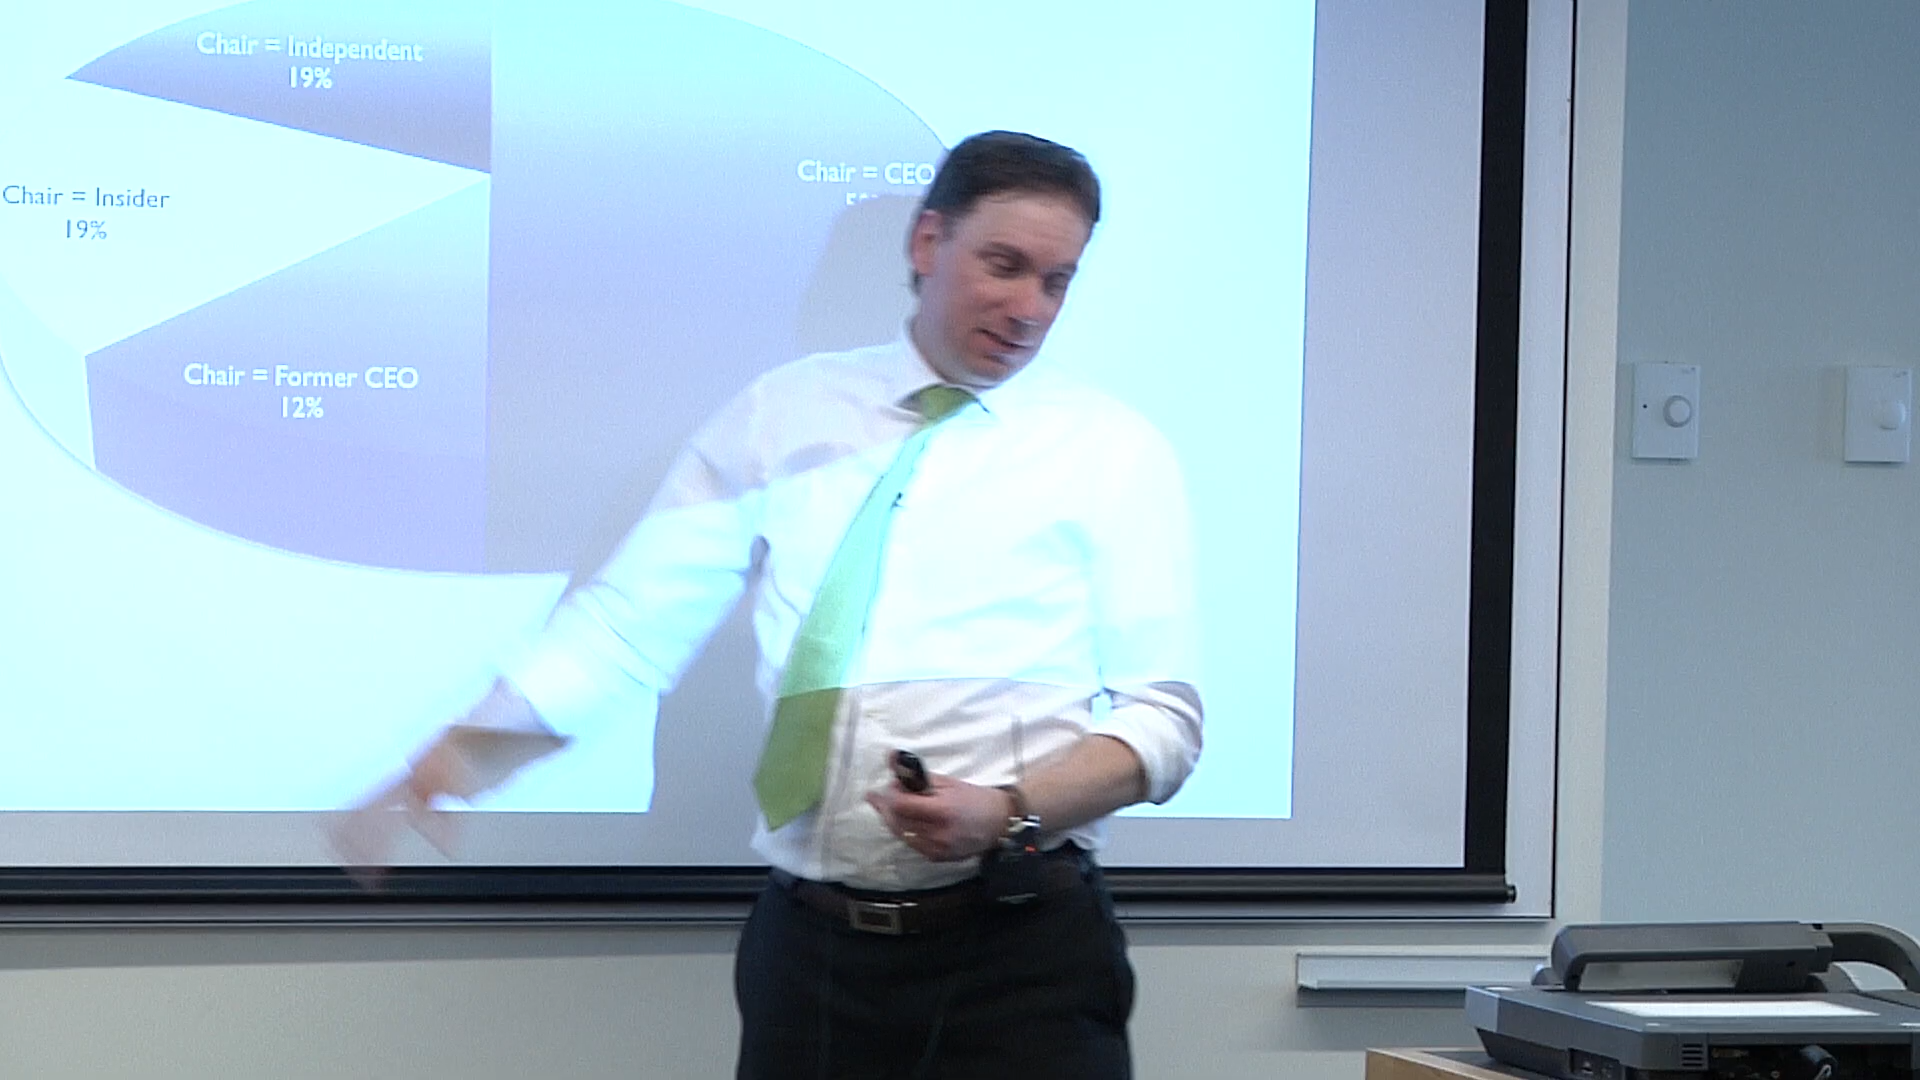 Chair = Independent
19%
Chair = CEO
Chair = Insider
19%
Chair = Former CEO
12%